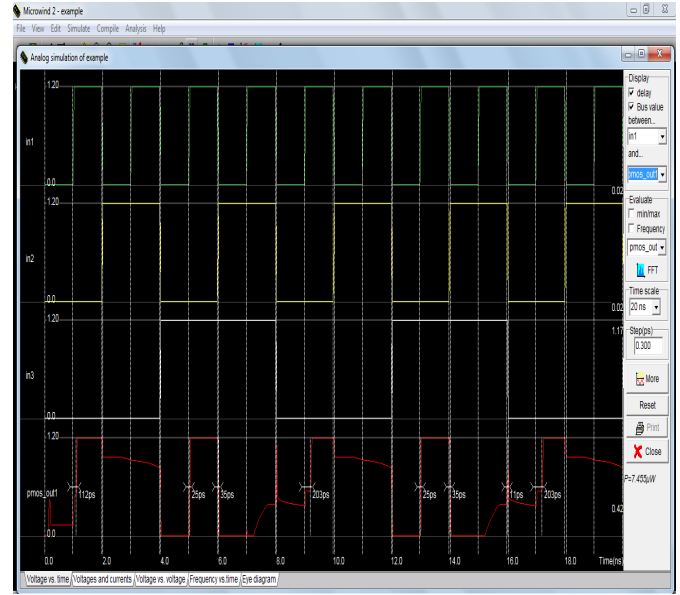 Microwind 2 - example
File View Edit Simulate Compile Analysis Help
Analog simulation of example
1.20
in1
0.0
0.02
1.20
in2
0.0
0.02
1.20
1.17
in3
0.0
1.20
pmos_out1
112ps
25ps
35ps
203ps
25ps
35ps
11ps
203ps
0.42
0.0
0.0 2.0 4.0 6.0 8.0 10.0 12.0 14.0 16.0 18.0 Time(ns)
Voltage vs. time Voltages and currents Voltage vs. voltage Frequency vs.time Eye diagram
Display
delay
Bus value
between...
in1
and...
pmos_out1
Evaluate
min/max
Frequency
pmos_out
FFT
Time scale
20 ns
Step(ps)
0.300
More
Reset
Print
Close
P=7.455µW